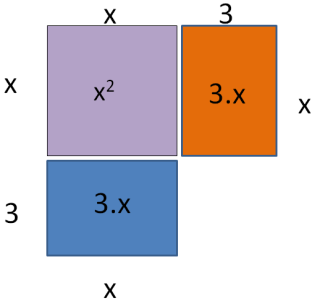 x 3
x x² 3.x x
3 3.x
x